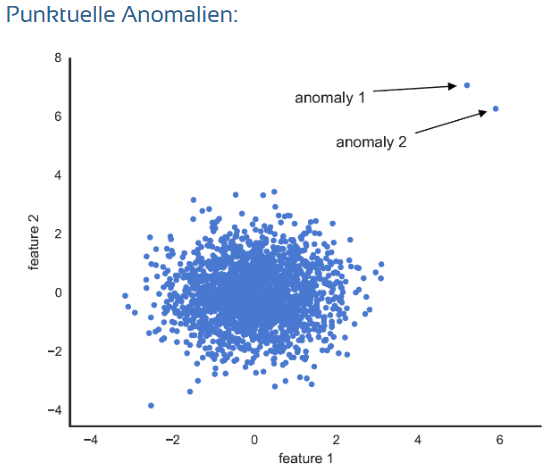 Punktuelle Anomalien:
8
anomaly 1
6
anomaly 2
4
2
feature 2
0
−2
−4
−4 −2 0 2 4 6
feature 1